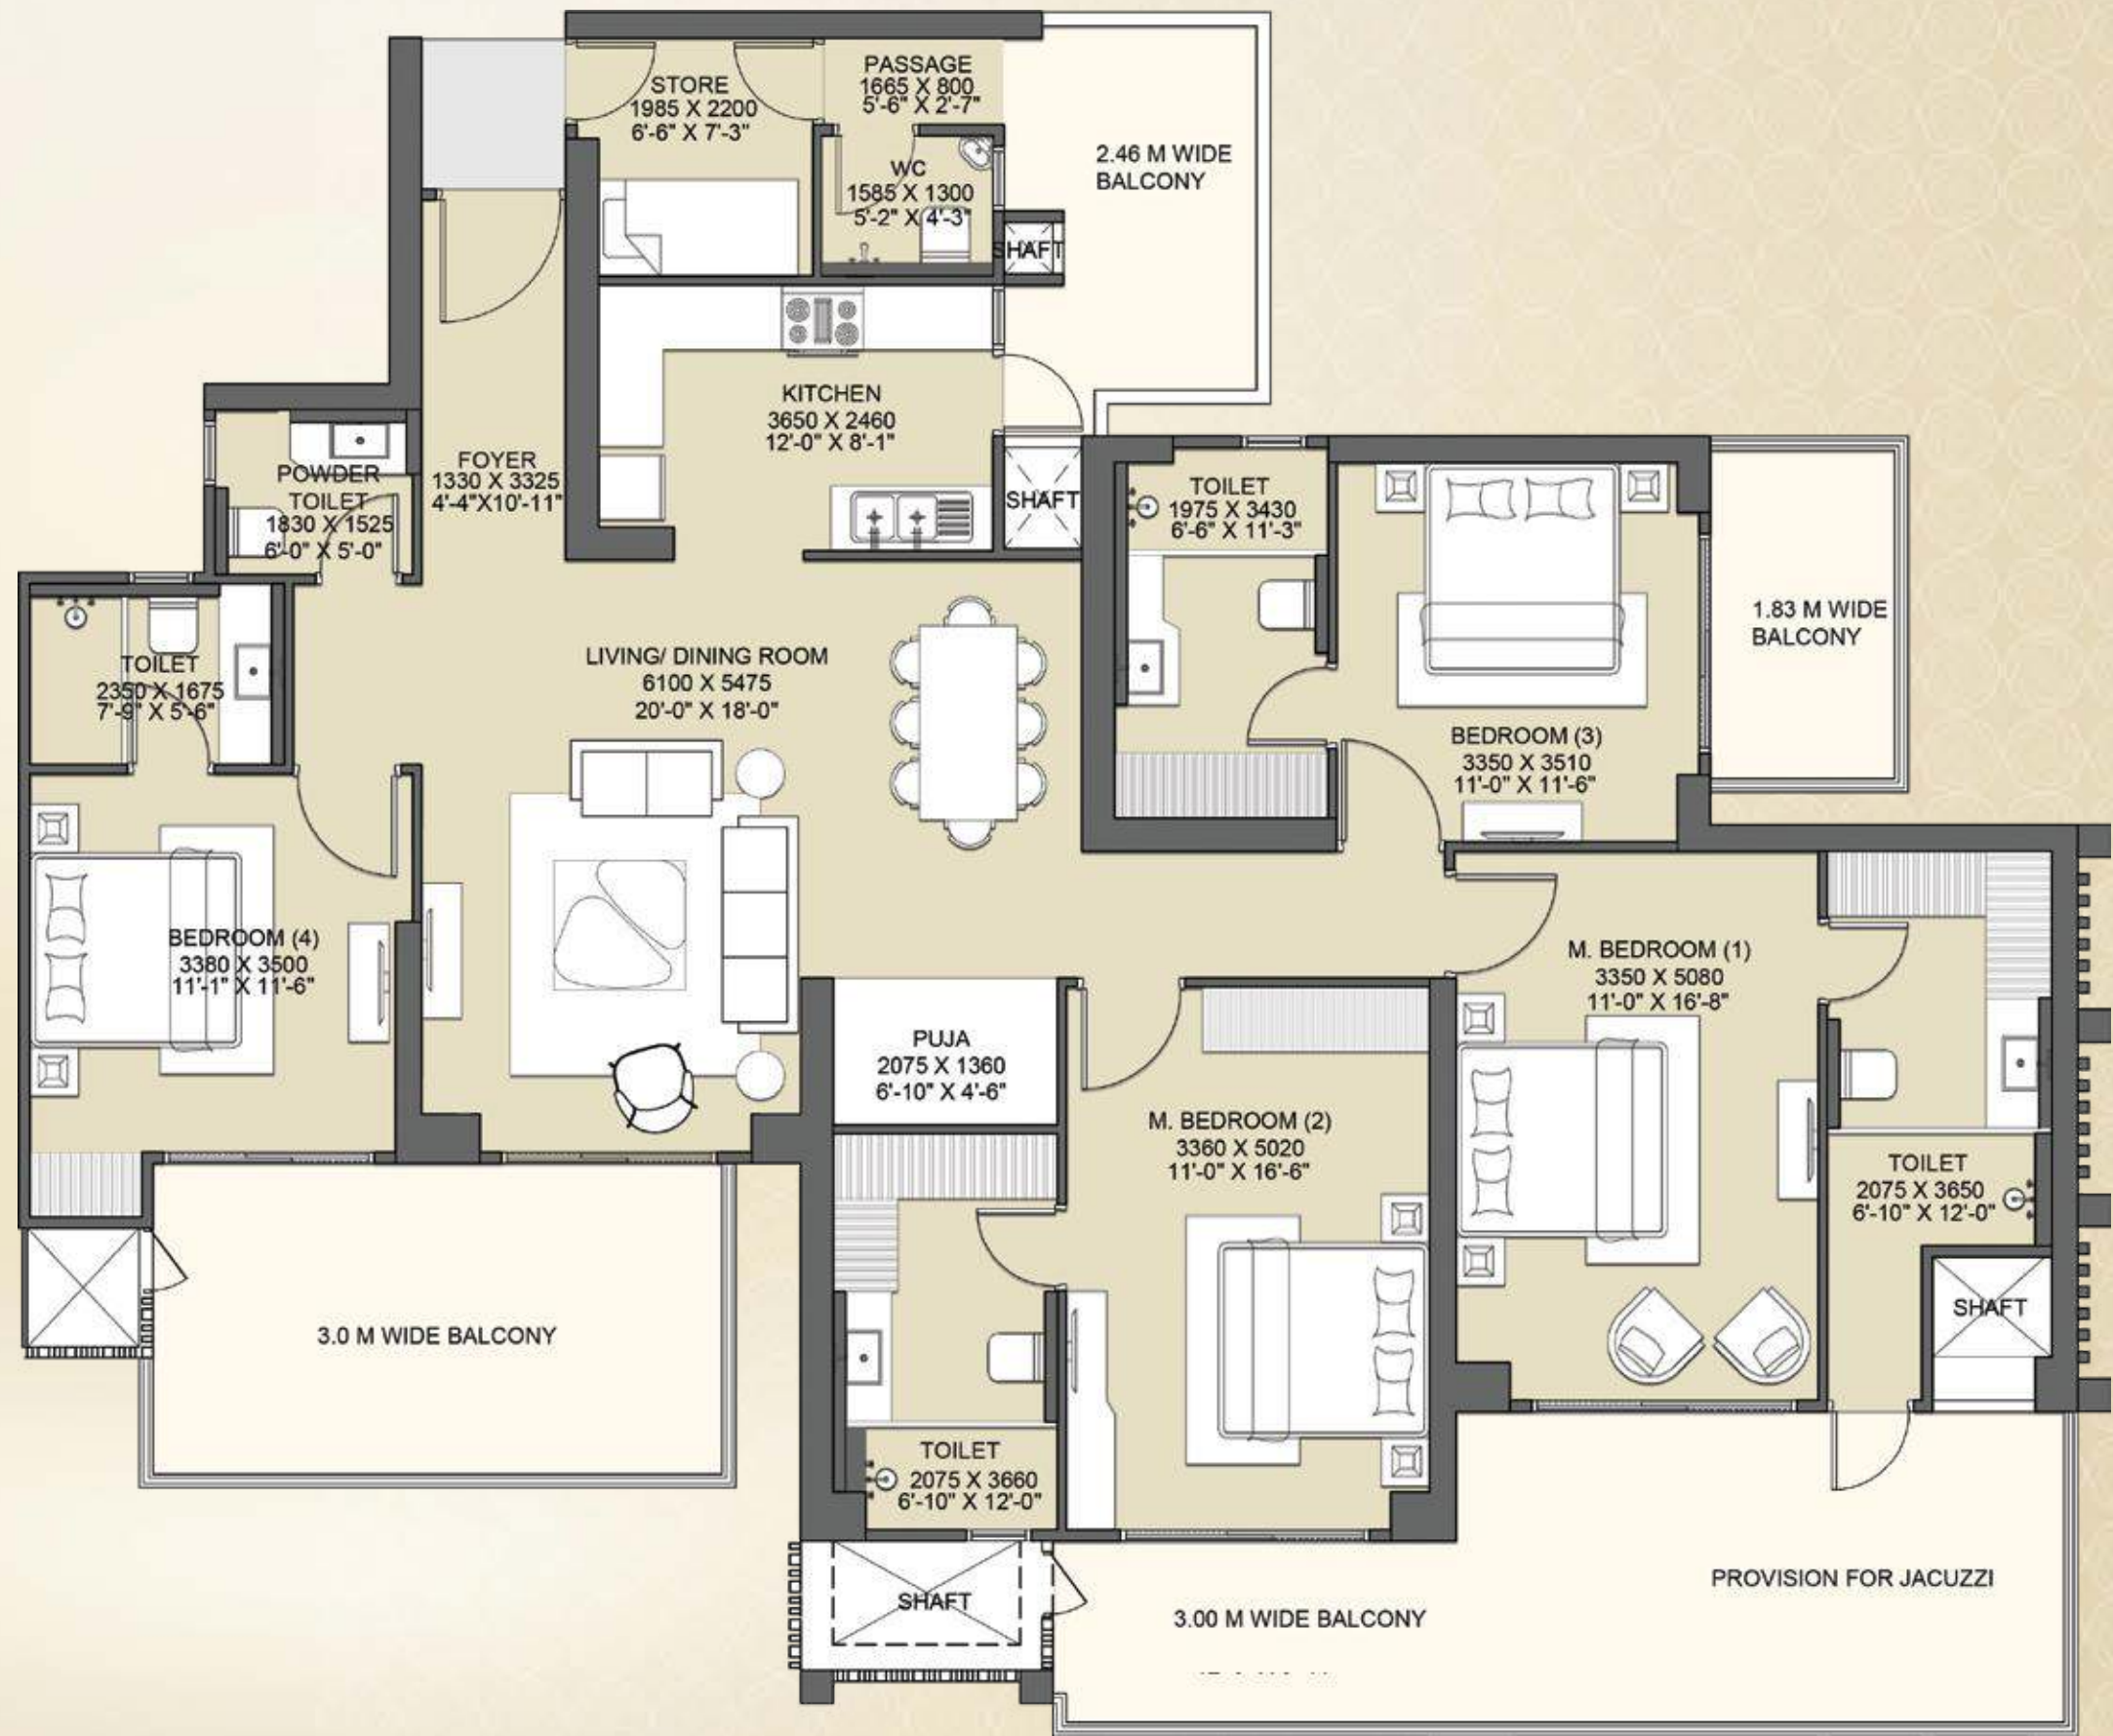 STORE
1985 X 2200
6'-6" X 7'-3"
PASSAGE
1665 X 800
5'-6" X 2'-7"
WC
1585 X 1300
5'-2" X 4'-3"
SHAFT
2.46 M WIDE
BALCONY
KITCHEN
3650 X 2460
12'-0" X 8'-1"
FOYER
1330 X 3325
4'-4"X10'-11"
POWDER
TOILET
1830 X 1525
6'-0" X 5'-0"
SHAFT
TOILET
1975 X 3430
6'-6" X 11'-3"
1.83 M WIDE
BALCONY
TOILET
2350 X 1675
7'-9" X 5'-6"
LIVING/ DINING ROOM
6100 X 5475
20'-0" X 18'-0"
BEDROOM (3)
3350 X 3510
11'-0" X 11'-6"
BEDROOM (4)
3380 X 3500
11'-1" X 11'-6"
M. BEDROOM (1)
3350 X 5080
11'-0" X 16'-8"
PUJA
2075 X 1360
6'-10" X 4'-6"
M. BEDROOM (2)
3360 X 5020
11'-0" X 16'-6"
TOILET
2075 X 3650
6'-10" X 12'-0"
SHAFT
3.0 M WIDE BALCONY
TOILET
2075 X 3660
6'-10" X 12'-0"
SHAFT
PROVISION FOR JACUZZI
3.00 M WIDE BALCONY